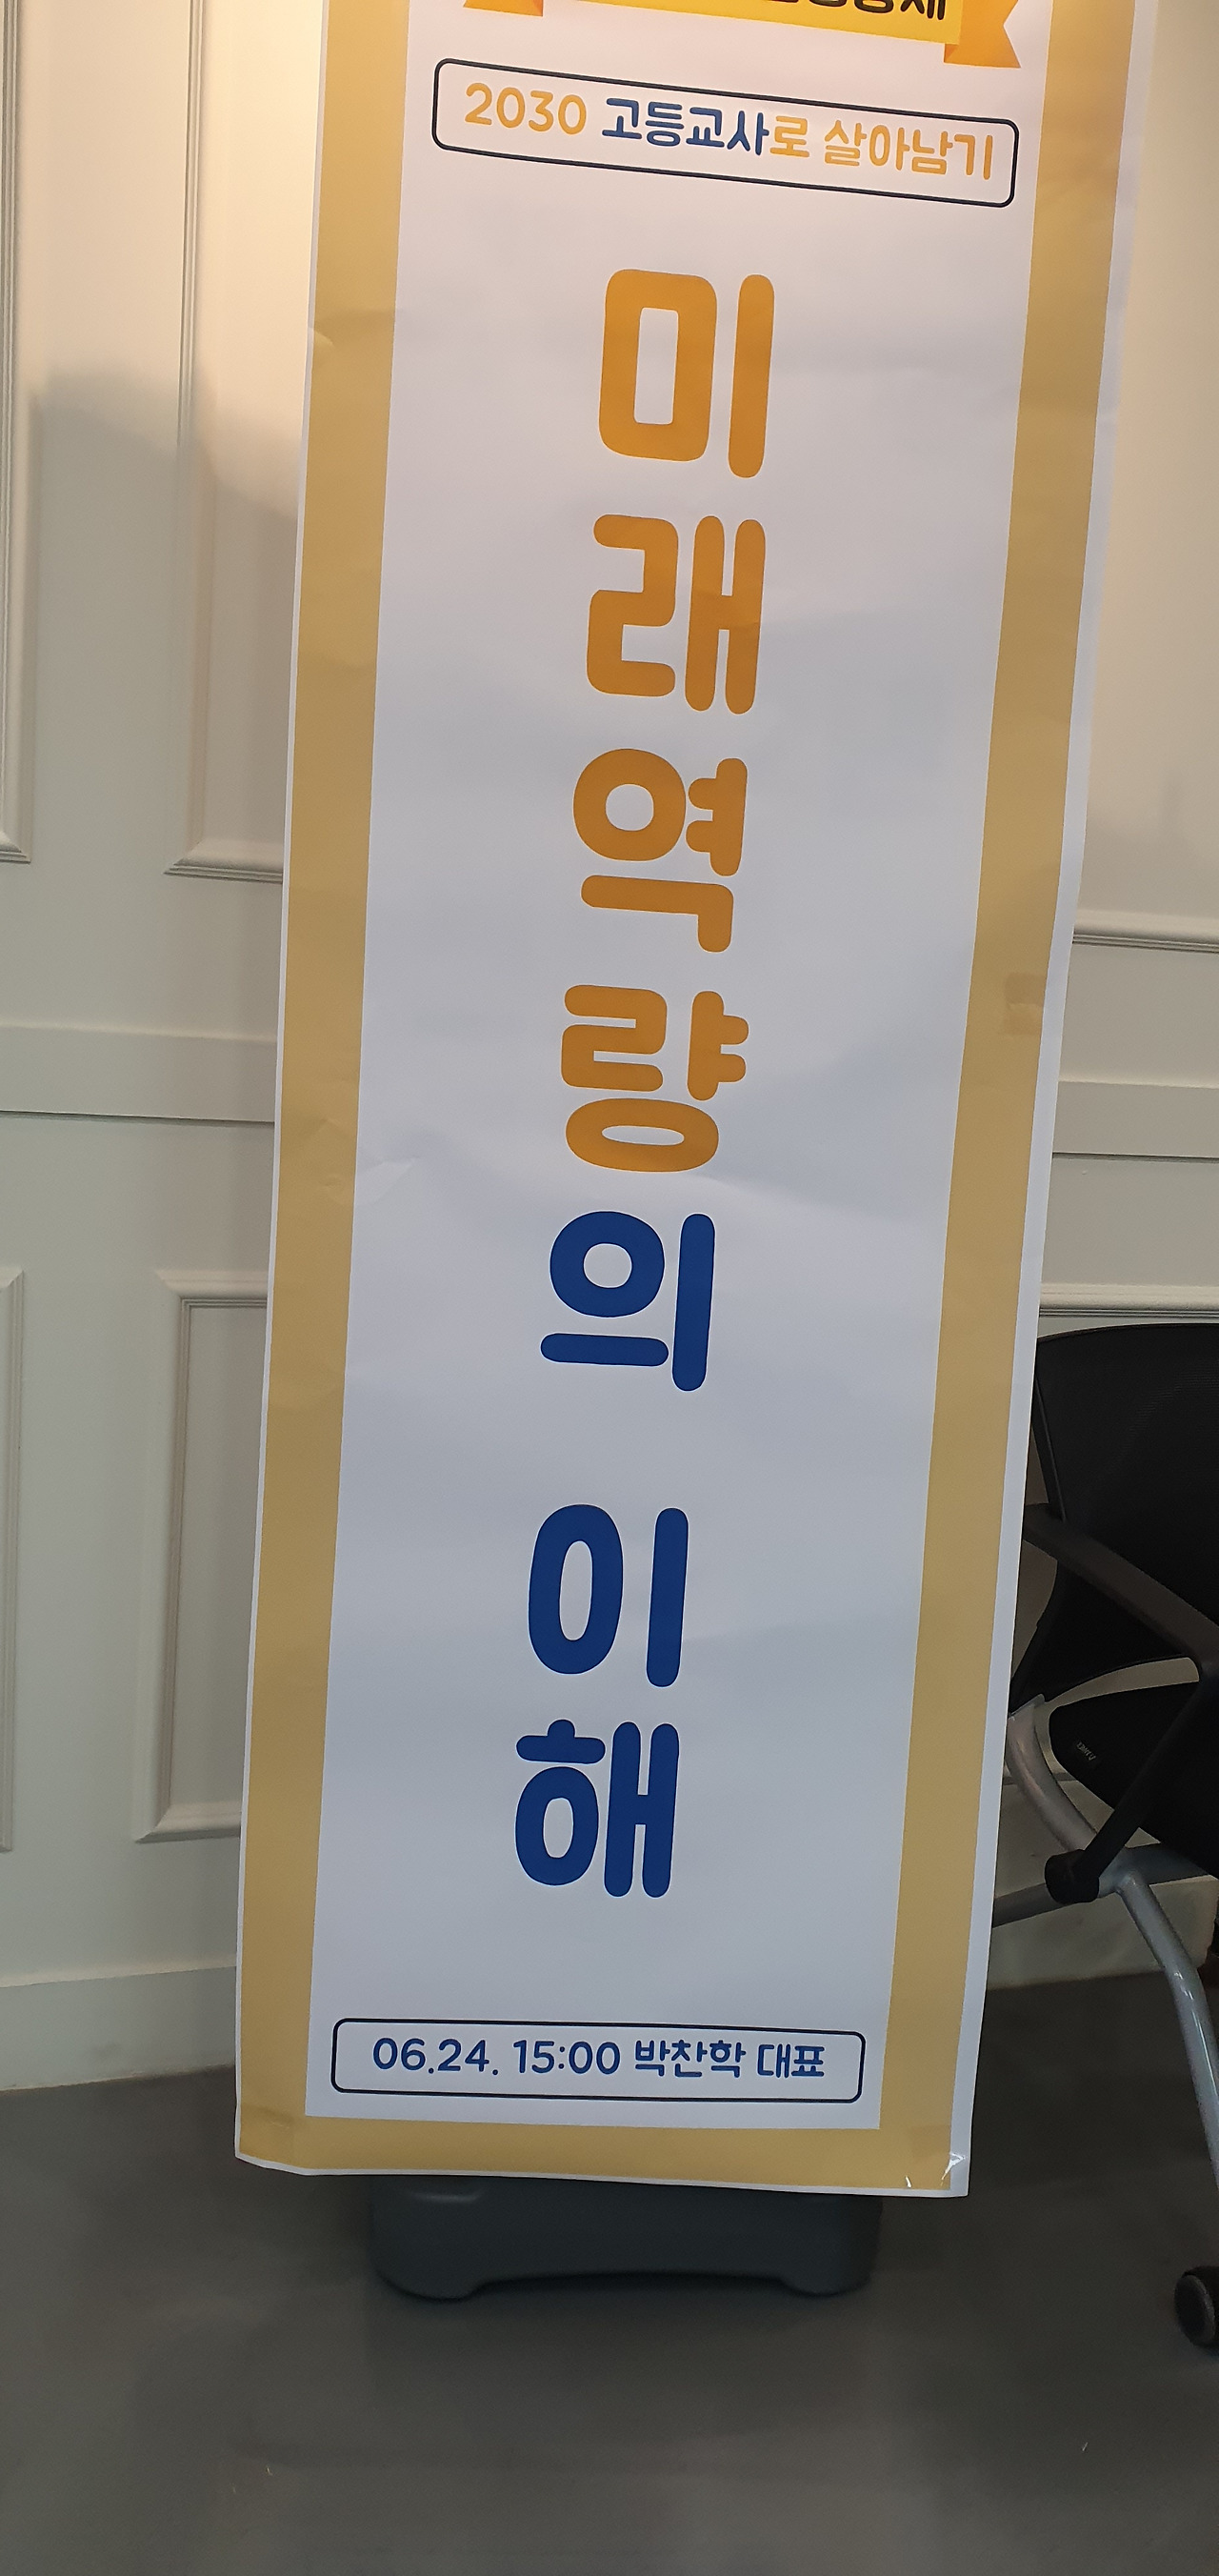 2030 고등교사로 살아남기
미래역량의 이해
06.24. 15:00 박찬학 대표